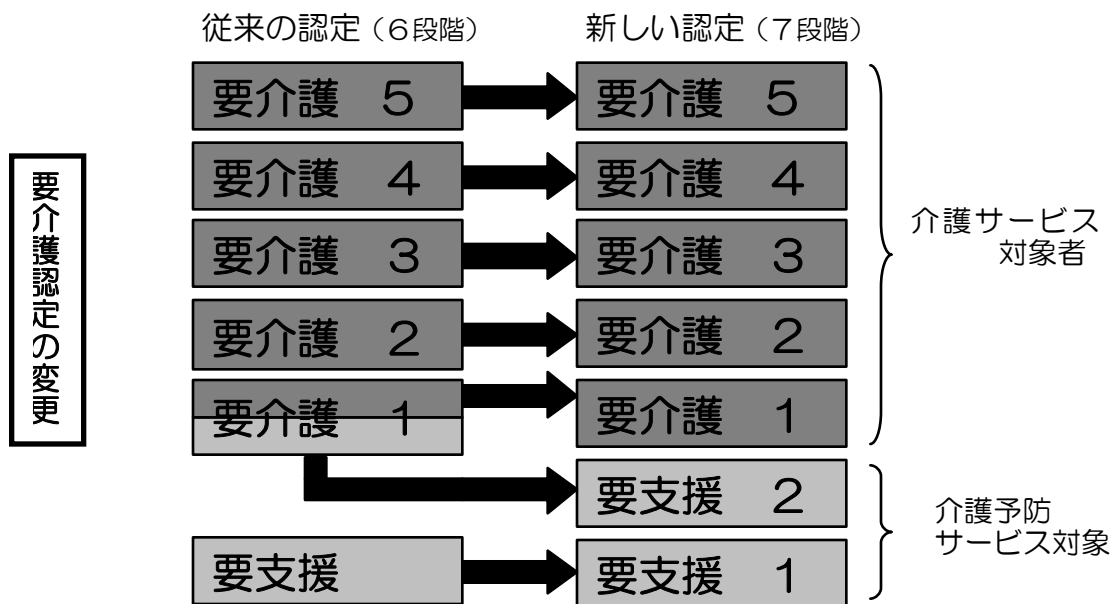 従来の認定（６段階）
新しい認定（７段階）
要介護認定の変更
要介護　５
要介護　５
要介護　４
要介護　４
要介護　３
要介護　３
要介護　２
要介護　２
要介護　１
要介護　１
要支援　２
要支援
要支援　１
介護サービス
対象者
介護予防
サービス対象